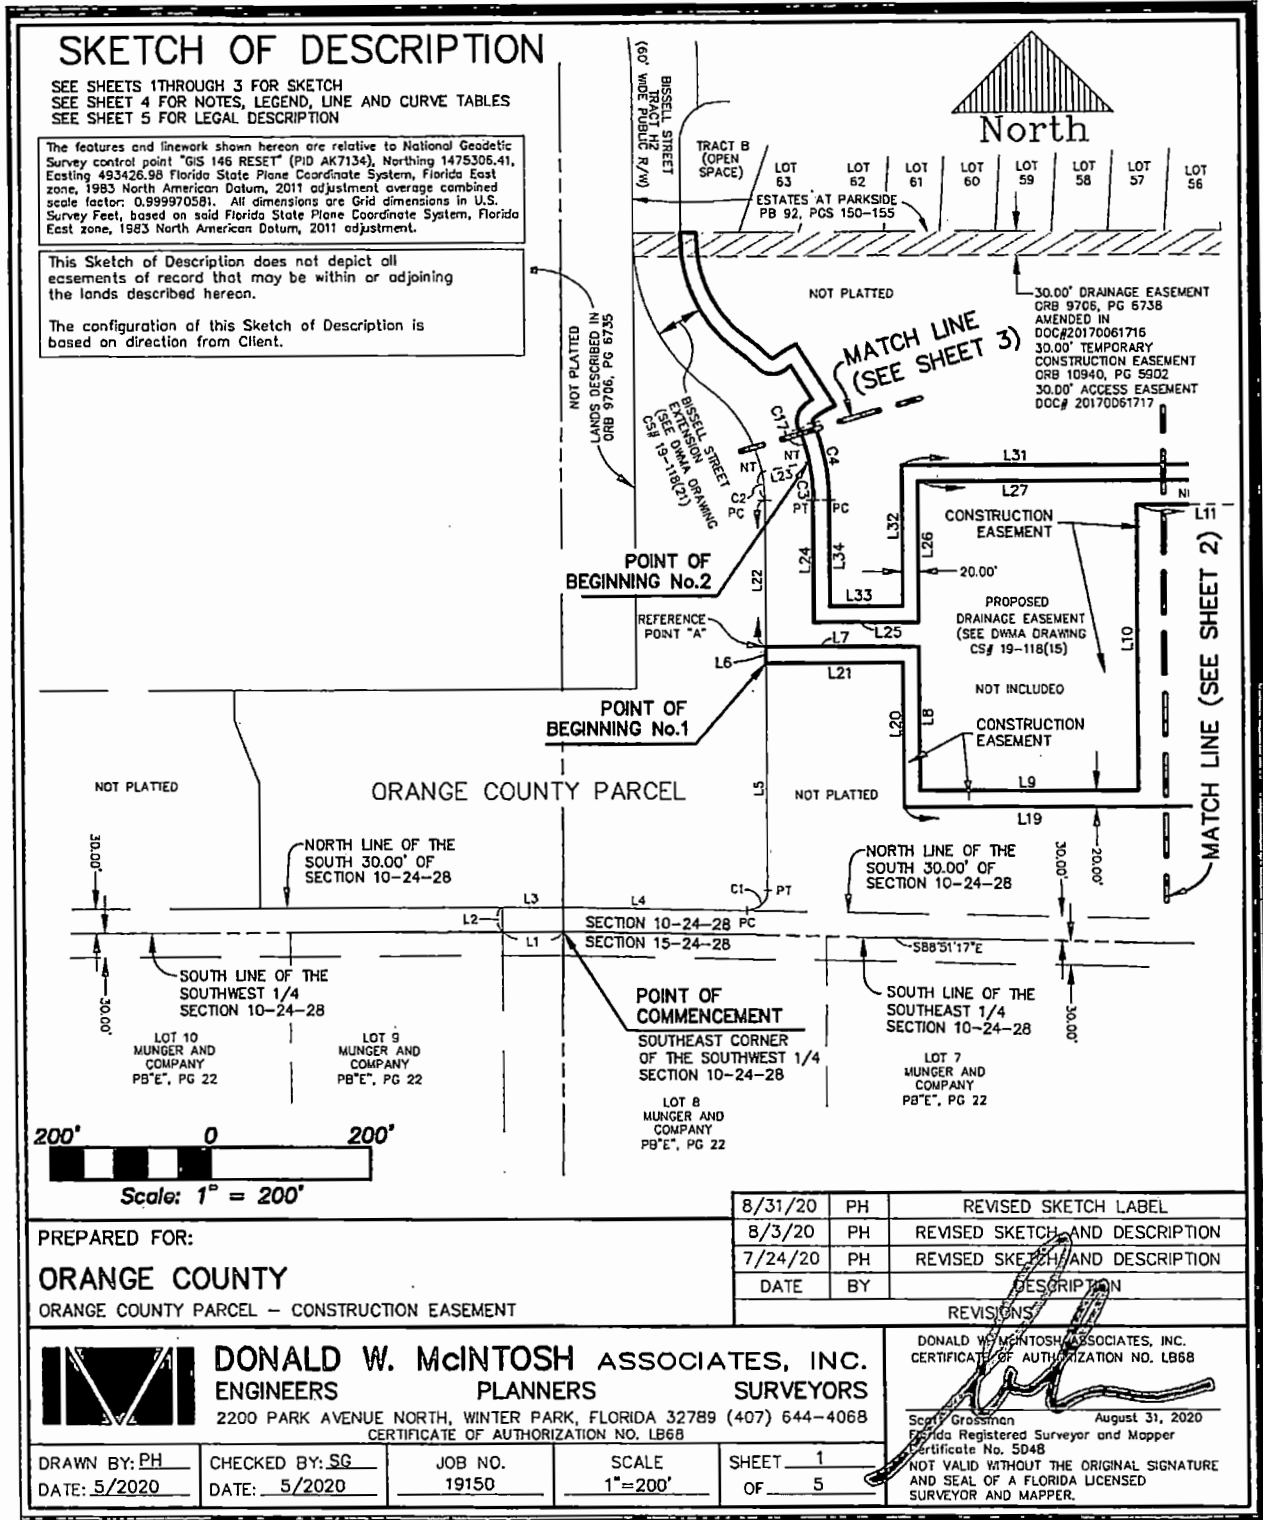 SKETCH OF DESCRIPTION
SEE SHEETS 1THROUGH 3 FOR SKETCH
SEE SHEET 4 FOR NOTES, LEGEND, LINE AND CURVE TABLES
SEE SHEET 5 FOR LEGAL DESCRIPTION
The features and linework shown hereon are relative to National Geodetic
Survey control point "GIS 146 RESET" (PID AK7134), Northing 1475306.41,
Easting 493426.98 Florida State Plane Coordinate System, Florida East
zone, 1983 North American Datum, 2011 adjustment average combined
scale factor: 0.999970581. All dimensions are Grid dimensions in U.S.
Survey Feet, based on said Florida State Plane Coordinate System, Florida
East zone, 1983 North American Datum, 2011 adjustment.
This Sketch of Description does not depict all
easements of record that may be within or adjoining
the lands described hereon.
The configuration of this Sketch of Description is
based on direction from Client.
BISSELL STREET
TRACT H2
(60' WIDE PUBLIC R/W)
TRACT B
(OPEN
SPACE)
North
LOT
63
LOT
62
LOT
61
LOT
60
LOT
59
LOT
58
LOT
57
LOT
56
ESTATES AT PARKSIDE
PB 92, PGS 150-155
NOT PLATTED
30.00' DRAINAGE EASEMENT
ORB 9706, PG 6738
AMENDED IN
DOC#20170061716
30.00' TEMPORARY
CONSTRUCTION EASEMENT
ORB 10940, PG 5902
30.00' ACCESS EASEMENT
DOC# 20170061717
MATCH LINE
(SEE SHEET 3)
NOT PLATTED
LANDS DESCRIBED IN
ORB 9706, PG 6735
BISSELL STREET
EXTENSION
(SEE DWMA DRAWING
CS# 19-118(21)
C17
C4
NT
NT
L23
C3
C2
PC
PT
PC
L31
L27
L32
L26
L24
L34
L22
L33
L25
20.00'
CONSTRUCTION
EASEMENT
L11
L10
PROPOSED
DRAINAGE EASEMENT
(SEE DWMA DRAWING
CS# 19-118(15)
NOT INCLUDED
POINT OF
BEGINNING No.2
REFERENCE
POINT "A"
L7
L6
L21
L20
L8
POINT OF
BEGINNING No.1
CONSTRUCTION
EASEMENT
L9
L19
20.00'
MATCH LINE (SEE SHEET 2)
NOT PLATTED
ORANGE COUNTY PARCEL
L5
NOT PLATTED
30.00'
NORTH LINE OF THE
SOUTH 30.00' OF
SECTION 10-24-28
NORTH LINE OF THE
SOUTH 30.00' OF
SECTION 10-24-28
30.00'
C1
PT
PC
L3
L4
L2
L1
SECTION 10-24-28
SECTION 15-24-28
S88°51'17"E
30.00'
SOUTH LINE OF THE
SOUTHWEST 1/4
SECTION 10-24-28
POINT OF
COMMENCEMENT
SOUTHEAST CORNER
OF THE SOUTHWEST 1/4
SECTION 10-24-28
SOUTH LINE OF THE
SOUTHEAST 1/4
SECTION 10-24-28
30.00'
LOT 10
MUNGER AND
COMPANY
PB"E", PG 22
LOT 9
MUNGER AND
COMPANY
PB"E", PG 22
LOT 8
MUNGER AND
COMPANY
PB"E", PG 22
LOT 7
MUNGER AND
COMPANY
PB"E", PG 22
200' 0 200'
Scale: 1" = 200'
8/31/20 PH REVISED SKETCH LABEL
8/3/20 PH REVISED SKETCH AND DESCRIPTION
7/24/20 PH REVISED SKETCH AND DESCRIPTION
DATE BY DESCRIPTION
REVISIONS
PREPARED FOR:
ORANGE COUNTY
ORANGE COUNTY PARCEL – CONSTRUCTION EASEMENT
DONALD W. McINTOSH ASSOCIATES, INC.
ENGINEERS PLANNERS SURVEYORS
2200 PARK AVENUE NORTH, WINTER PARK, FLORIDA 32789 (407) 644-4068
CERTIFICATE OF AUTHORIZATION NO. LB68
DONALD W. McINTOSH ASSOCIATES, INC.
CERTIFICATE OF AUTHORIZATION NO. LB68
Scott Grossman August 31, 2020
Florida Registered Surveyor and Mapper
Certificate No. 5048
NOT VALID WITHOUT THE ORIGINAL SIGNATURE
AND SEAL OF A FLORIDA LICENSED
SURVEYOR AND MAPPER.
DRAWN BY: PH
DATE: 5/2020
CHECKED BY: SG
DATE: 5/2020
JOB NO.
19150
SCALE
1"=200'
SHEET 1
OF 5